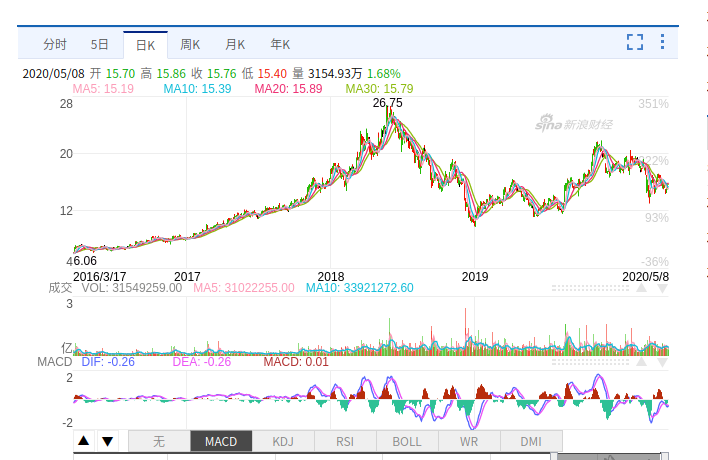 分时 5日 日K 周K 月K 年K
2020/05/08 开 15.70 高 15.86 收 15.76 低 15.40 量 3154.93万 1.68%
MA5: 15.19 MA10: 15.39 MA20: 15.89 MA30: 15.79
28 26.75 351%
sina新浪财经
20 222%
12 93%
4 6.06 -36%
2016/3/17 2017 2018 2019 2020/5/8
成交 VOL: 31549259.00 MA5: 31022255.00 MA10: 33921272.60
3
亿
MACD DIF: -0.26 DEA: -0.26 MACD: 0.01
2
-2
▲ ▼ 无 MACD KDJ RSI BOLL WR DMI